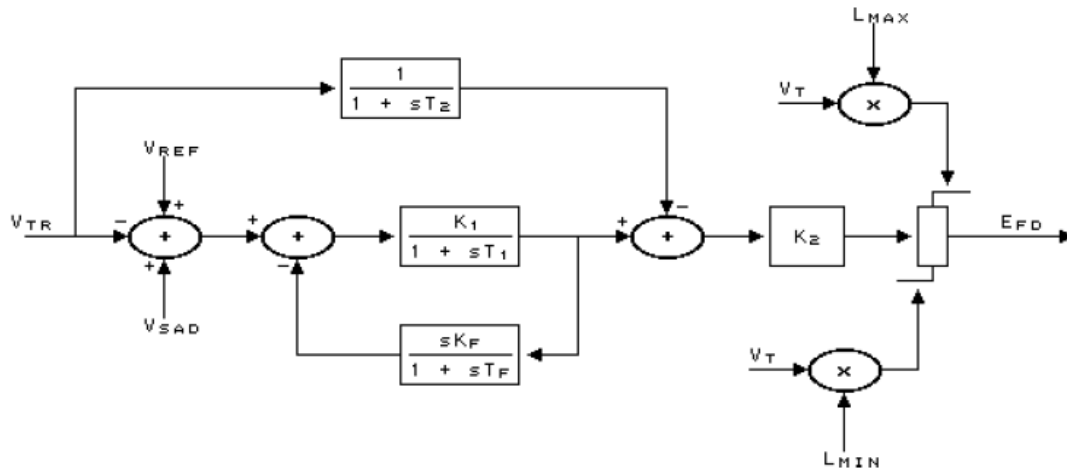 LMAX
VT
×
1
1 + sT2
VREF
+
VTR
-
+
+
+
-
+
K1
1 + sT1
+
-
+
K2
EFD
VSAD
sKF
1 + sTF
VT
×
LMIN